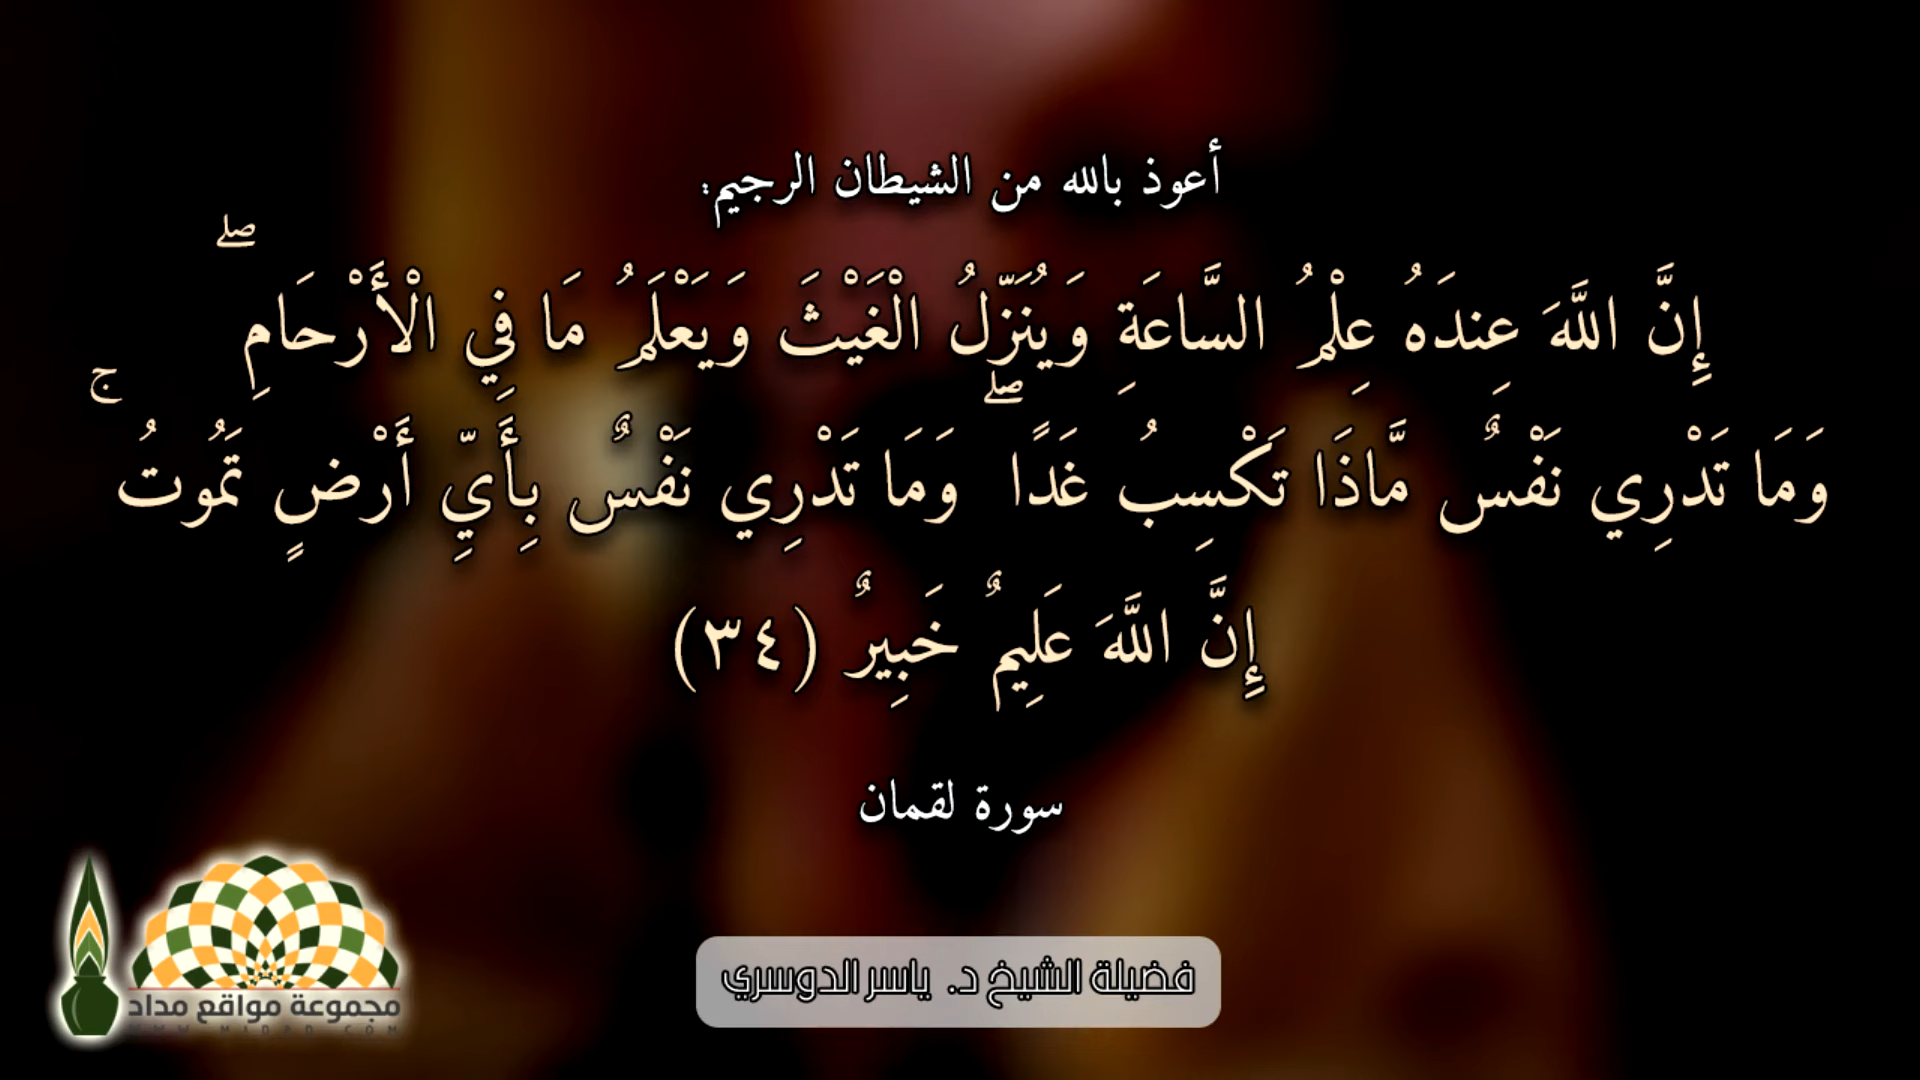 أعوذ بالله من الشيطان الرجيم:
إِنَّ اللَّهَ عِندَهُ عِلْمُ السَّاعَةِ وَيُنَزِّلُ الْغَيْثَ وَيَعْلَمُ مَا فِي الْأَرْحَامِ ۖ
وَمَا تَدْرِي نَفْسٌ مَّاذَا تَكْسِبُ غَدًا ۖ وَمَا تَدْرِي نَفْسٌ بِأَيِّ أَرْضٍ تَمُوتُ ۚ
إِنَّ اللَّهَ عَلِيمٌ خَبِيرٌ (٣٤)
سورة لقمان
فضيلة الشيخ د. ياسر الدوسري
مجموعة مواقع مداد